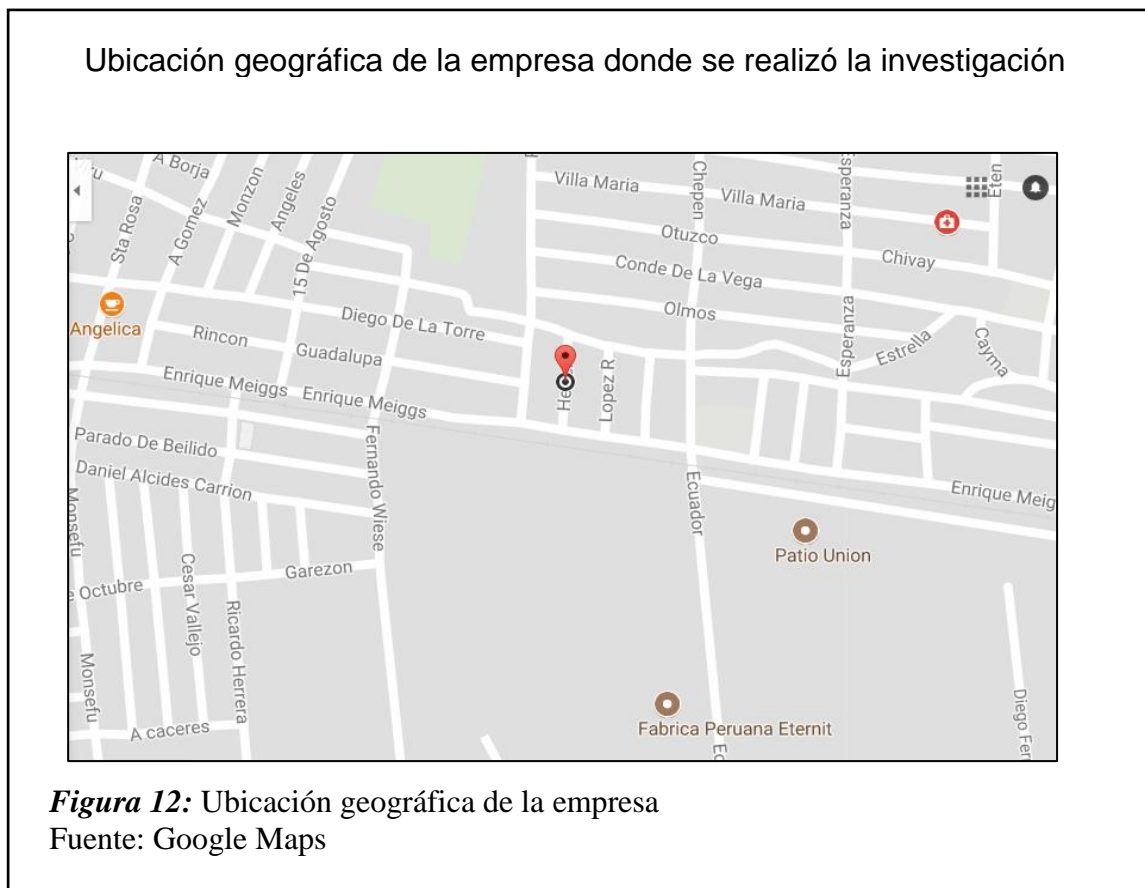 Ubicación geográfica de la empresa donde se realizó la investigación
A Borja
Sta Rosa
A Gomez
Monzon
Angeles
15 De Agosto
Villa Maria
Villa Maria
Chepen
Esperanza
Eten
Otuzco
Chivay
Conde De La Vega
Olmos
Angelica
Diego De La Torre
Rincon
Guadalupa
Lopez R
Esperanza
Estrella
Cayma
Enrique Meiggs
Enrique Meiggs
Parado De Beilido
Daniel Alcides Carrion
Fernando Wiese
Ecuador
Enrique Meig
Monsefu
Patio Union
Octubre
Cesar Vallejo
Garezon
Ricardo Herrera
Monsefu
A caceres
Fabrica Peruana Eternit
Diego Fer
Figura 12: Ubicación geográfica de la empresa
Fuente: Google Maps